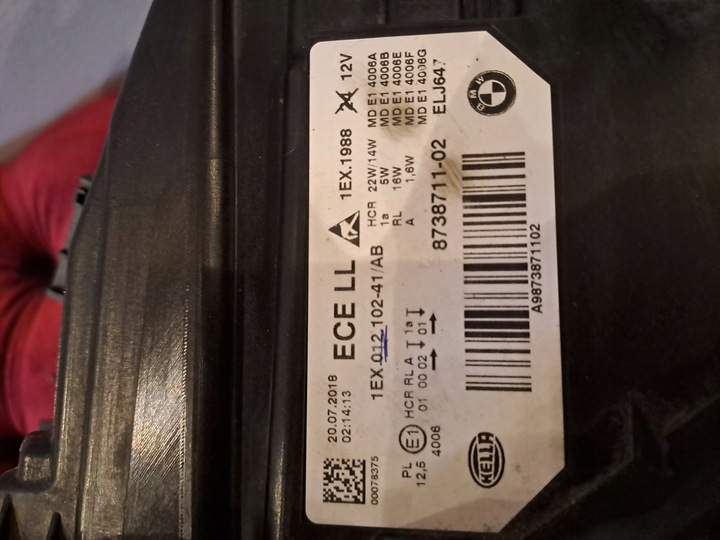 20.07.2018
02:14:13
00076375
ECE LL
1EX.1988
12V
1EX.012.102-41/AB
HCR 22W/14W MD E1 4006A
1a 5W MD E1 4006B
RL 16W MD E1 4006E
MD E1 4006F
A 1,6W MD E1 4006G
PL E1 HCR RL A 1a
12,5 01 00 02 01
4006
8738711-02 ELJ647
A9873871102
HELLA
BMW